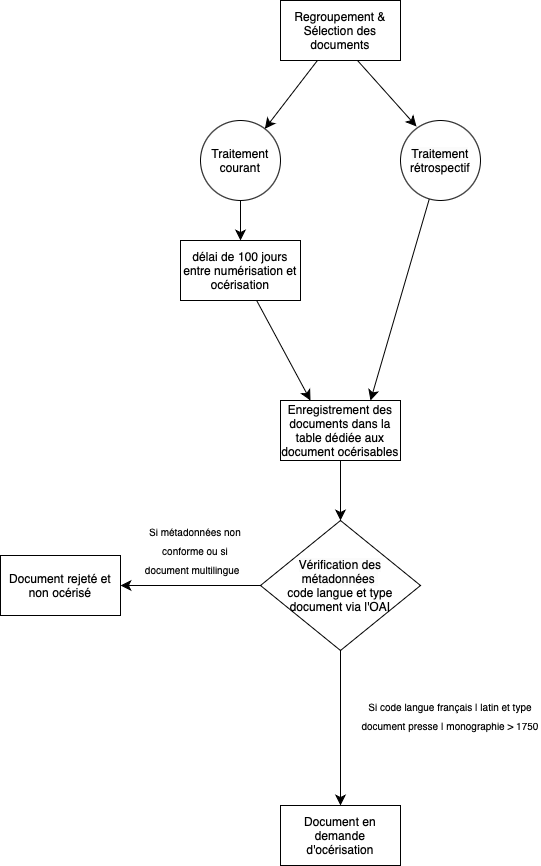 Regroupement &
Sélection des
documents
Traitement
courant
Traitement
rétrospectif
délai de 100 jours
entre numérisation et
océrisation
Enregistrement des
documents dans la
table dédiée aux
document océrisables
Si métadonnées non
conforme ou si
document multilingue
Document rejeté et
non océrisé
Vérification des
métadonnées
code langue et type
document via l'OAI
Si code langue français | latin et type
document presse | monographie > 1750
Document en
demande
d'océrisation